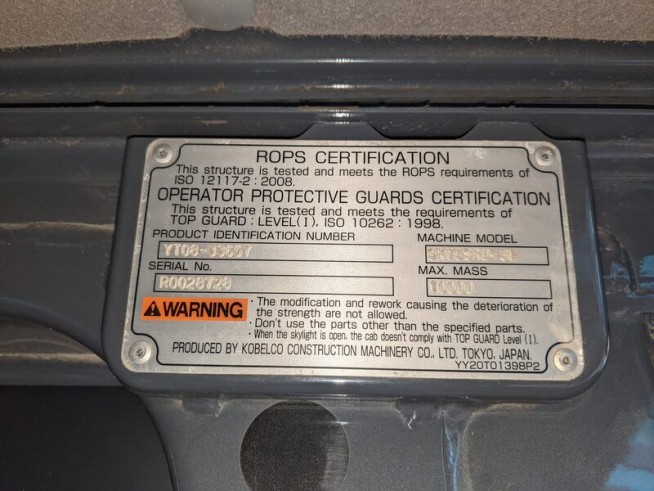 ROPS CERTIFICATION
This structure is tested and meets the ROPS requirements of
ISO 12117-2 : 2008.
OPERATOR PROTECTIVE GUARDS CERTIFICATION
This structure is tested and meets the requirements of
TOP GUARD : LEVEL(I), ISO 10262 : 1998.
PRODUCT IDENTIFICATION NUMBER
MACHINE MODEL
SERIAL No.
MAX. MASS
R0028728
WARNING
· The modification and rework causing the deterioration of
the strength are not allowed.
· Don't use the parts other than the specified parts.
· When the skylight is open, the cab doesn't comply with TOP GUARD Level (I).
PRODUCED BY KOBELCO CONSTRUCTION MACHINERY CO., LTD. TOKYO, JAPAN.
YY20T01398P2